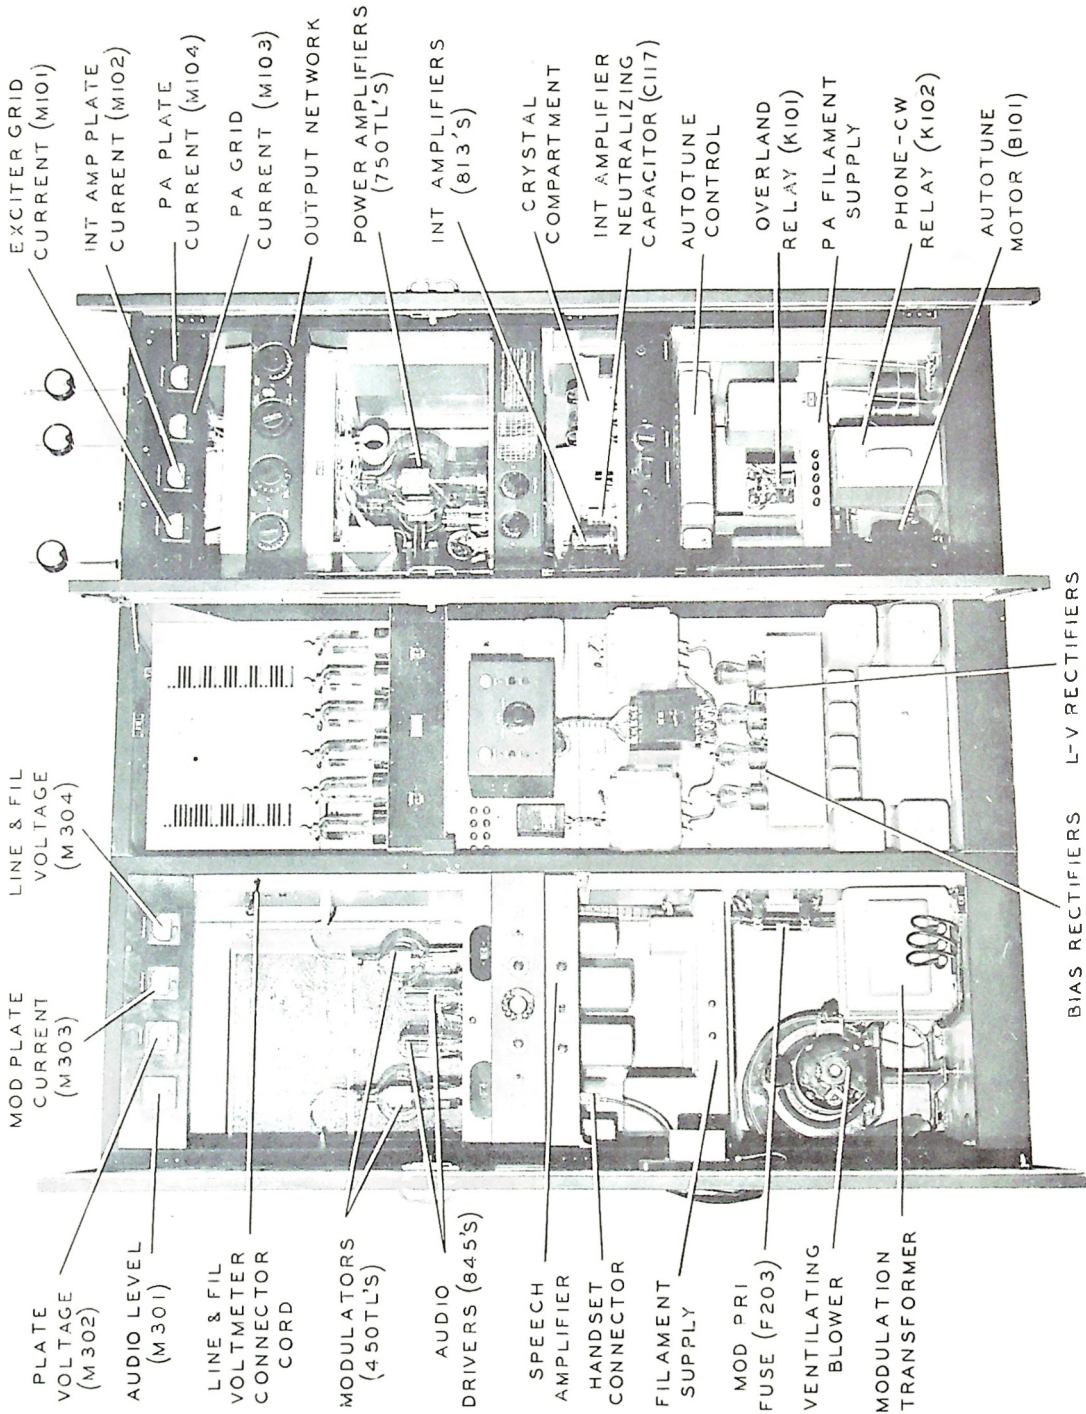 EXCITER GRID
CURRENT (M101)
INT AMP PLATE
CURRENT (M102)
PA PLATE
CURRENT (M104)
PA GRID
CURRENT (M103)
OUTPUT NETWORK
POWER AMPLIFIERS
(750TL'S)
INT AMPLIFIERS
(813'S)
CRYSTAL
COMPARTMENT
INT AMPLIFIER
NEUTRALIZING
CAPACITOR (C117)
AUTOTUNE
CONTROL
OVERLAND
RELAY (K101)
PA FILAMENT
SUPPLY
PHONE-CW
RELAY (K102)
AUTOTUNE
MOTOR (B101)
LINE & FIL
VOLTAGE
(M304)
MOD PLATE
CURRENT
(M303)
BIAS RECTIFIERS
L-V RECTIFIERS
PLATE
VOLTAGE
(M302)
AUDIO LEVEL
(M301)
LINE & FIL
VOLTMETER
CONNECTOR
CORD
MODULATORS
(450TL'S)
AUDIO
DRIVERS (845'S)
SPEECH
AMPLIFIER
HANDSET
CONNECTOR
FILAMENT
SUPPLY
MOD PRI
FUSE (F203)
VENTILATING
BLOWER
MODULATION
TRANSFORMER